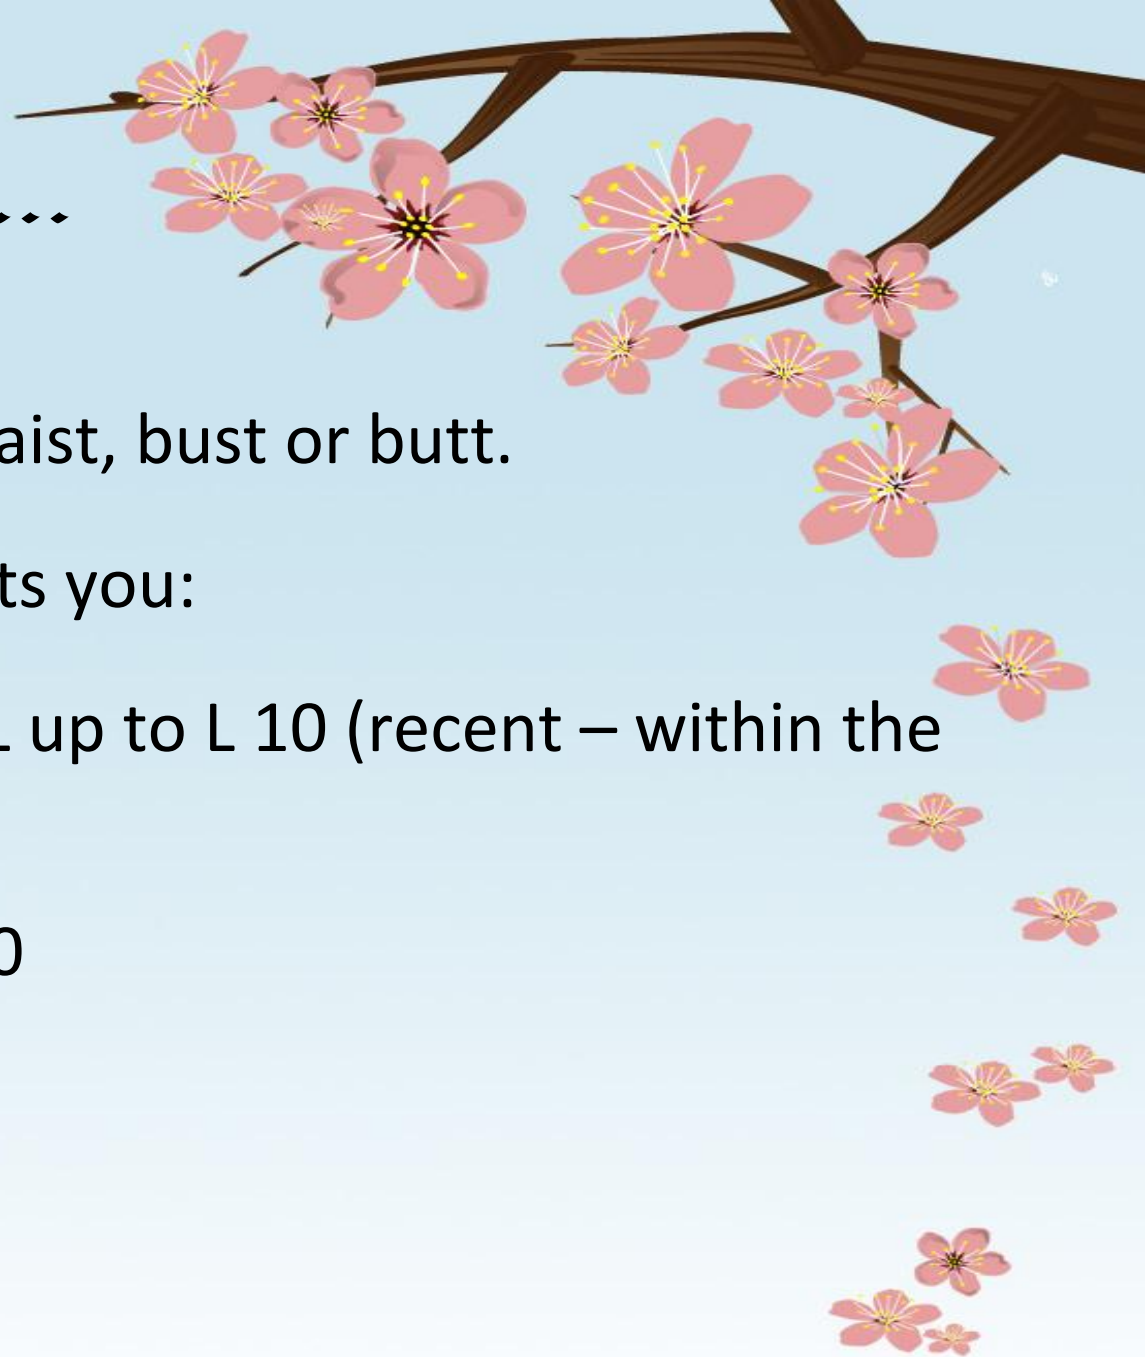 ...
aist, bust or butt.
ts you:
up to L 10 (recent – within the
0